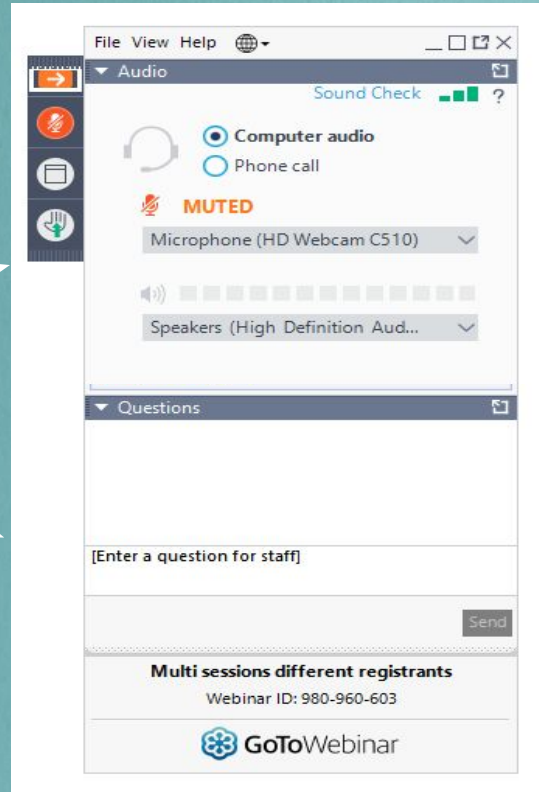 File View Help
Audio
Sound Check ?
Computer audio
Phone call
MUTED
Microphone (HD Webcam C510)
Speakers (High Definition Aud...
Questions
[Enter a question for staff]
Send
Multi sessions different registrants
Webinar ID: 980-960-603
GoToWebinar